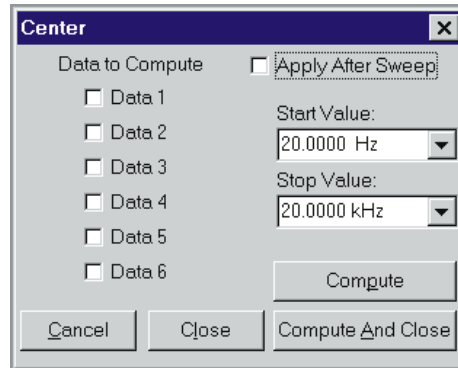 Center
Data to Compute
Apply After Sweep
Data 1
Data 2
Data 3
Data 4
Data 5
Data 6
Start Value:
20.0000 Hz
Stop Value:
20.0000 kHz
Compute
Cancel
Close
Compute And Close